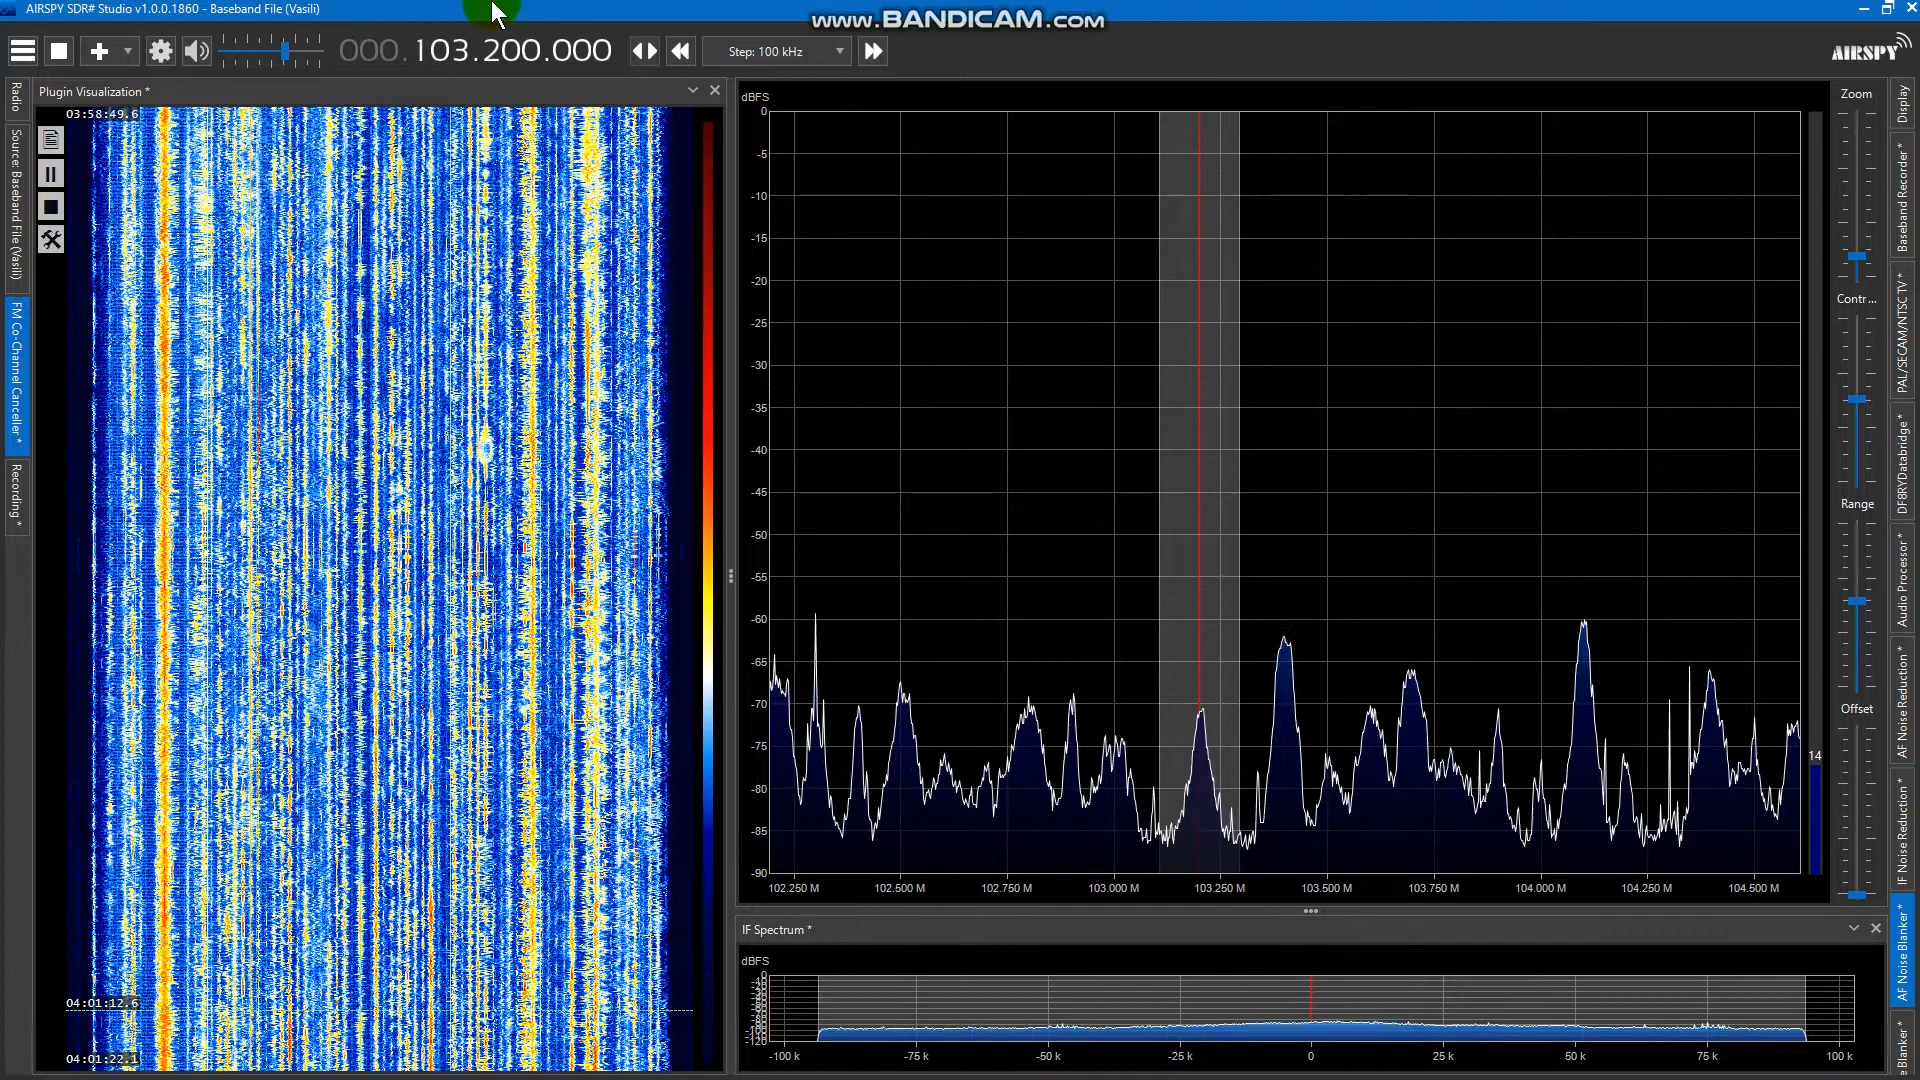 AIRSPY SDR# Studio v1.0.0.1860 - Baseband File (Vasili)
www.BANDICAM.com
000.103.200.000
Step: 100 kHz
AIRSPY
Radio
Source: Baseband File (Vasili)
FM Co-Channel Canceller *
Recording *
Plugin Visualization *
03:58:49.6
04:01:12.6
04:01:22.1
dBFS
0
-5
-10
-15
-20
-25
-30
-35
-40
-45
-50
-55
-60
-65
-70
-75
-80
-85
-90
102.250 M 102.500 M 102.750 M 103.000 M 103.250 M 103.500 M 103.750 M 104.000 M 104.250 M 104.500 M
14
Zoom
Contr...
Range
Offset
Display
Baseband Recorder *
PAL/SECAM/NTSC TV *
DF8RYDatabridge *
Audio Processor *
AF Noise Reduction *
IF Noise Reduction *
AF Noise Blanker *
e Blanker *
IF Spectrum *
dBFS
0
-120
-100 k -75 k -50 k -25 k 0 25 k 50 k 75 k 100 k